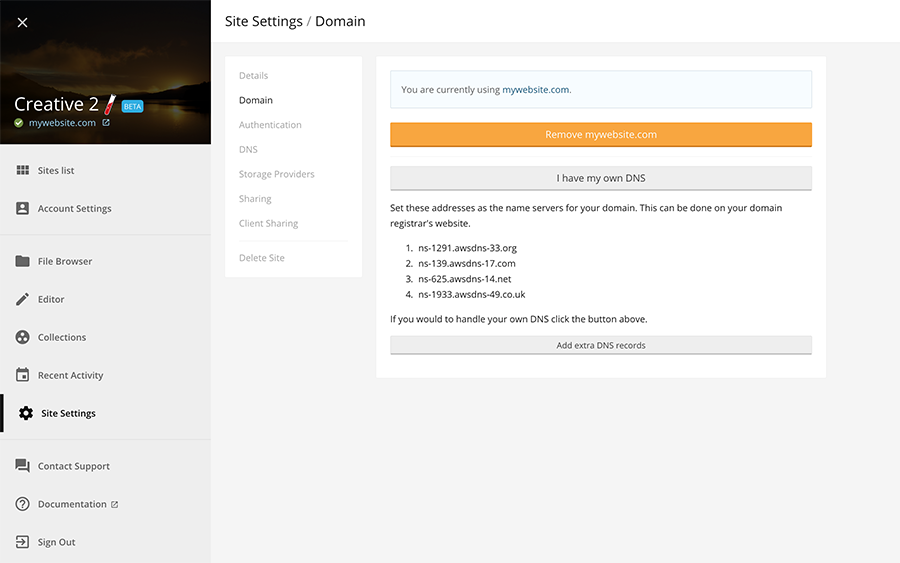 Site Settings / Domain
Creative 2 BETA
mywebsite.com
Sites list
Account Settings
File Browser
Editor
Collections
Recent Activity
Site Settings
Contact Support
Documentation
Sign Out
Details
Domain
Authentication
DNS
Storage Providers
Sharing
Client Sharing
Delete Site
You are currently using mywebsite.com.
Remove mywebsite.com
I have my own DNS
Set these addresses as the name servers for your domain. This can be done on your domain
registrar's website.
1. ns-1291.awsdns-33.org
2. ns-139.awsdns-17.com
3. ns-625.awsdns-14.net
4. ns-1933.awsdns-49.co.uk
If you would to handle your own DNS click the button above.
Add extra DNS records